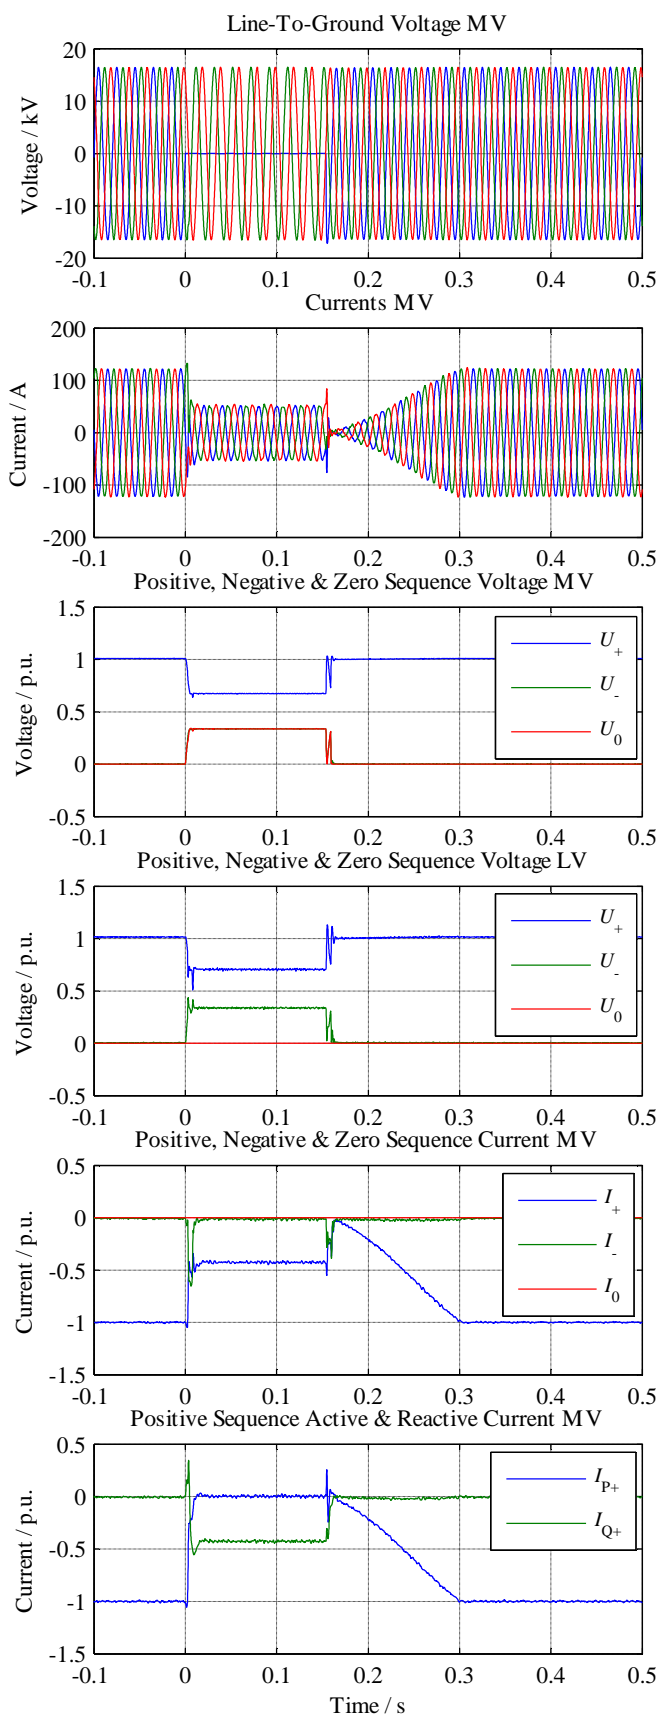 Line-To-Ground Voltage MV
Voltage / kV
20
10
0
-10
-20
-0.1 0 0.1 0.2 0.3 0.4 0.5
Currents MV
Current / A
200
100
0
-100
-200
-0.1 0 0.1 0.2 0.3 0.4 0.5
Positive, Negative & Zero Sequence Voltage MV
Voltage / p.u.
1.5
1
0.5
0
-0.5
U+
U-
U0
-0.1 0 0.1 0.2 0.3 0.4 0.5
Positive, Negative & Zero Sequence Voltage LV
Voltage / p.u.
1.5
1
0.5
0
-0.5
U+
U-
U0
-0.1 0 0.1 0.2 0.3 0.4 0.5
Positive, Negative & Zero Sequence Current MV
Current / p.u.
0.5
0
-0.5
-1
-1.5
I+
I-
I0
-0.1 0 0.1 0.2 0.3 0.4 0.5
Positive Sequence Active & Reactive Current MV
Current / p.u.
0.5
0
-0.5
-1
-1.5
IP+
IQ+
-0.1 0 0.1 0.2 0.3 0.4 0.5
Time / s